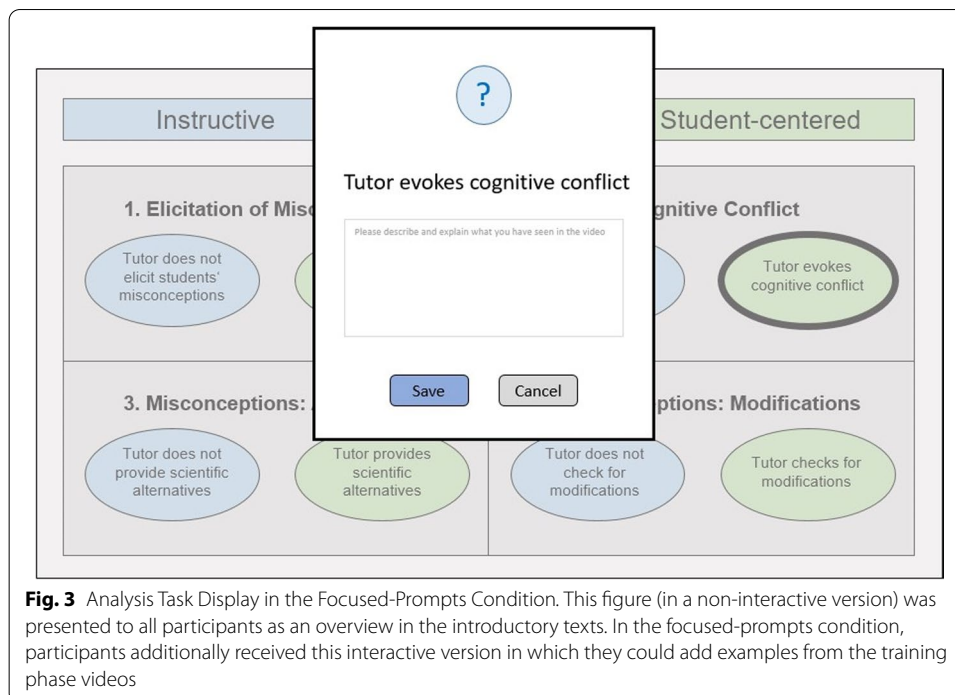 ?
Instructive
Student-centered
Tutor evokes cognitive conflict
Please describe and explain what you have seen in the video
Save
Cancel
1. Elicitation of
Tutor does not
elicit students‘
misconceptions
Conflict
Tutor evokes
cognitive conflict
3. Misconceptions:
Tutor does not
provide scientific
alternatives
Tutor provides
scientific
alternatives
Modifications
Tutor does not
check for
modifications
Tutor checks for
modifications
Fig. 3 Analysis Task Display in the Focused-Prompts Condition. This figure (in a non-interactive version) was
presented to all participants as an overview in the introductory texts. In the focused-prompts condition,
participants additionally received this interactive version in which they could add examples from the training
phase videos